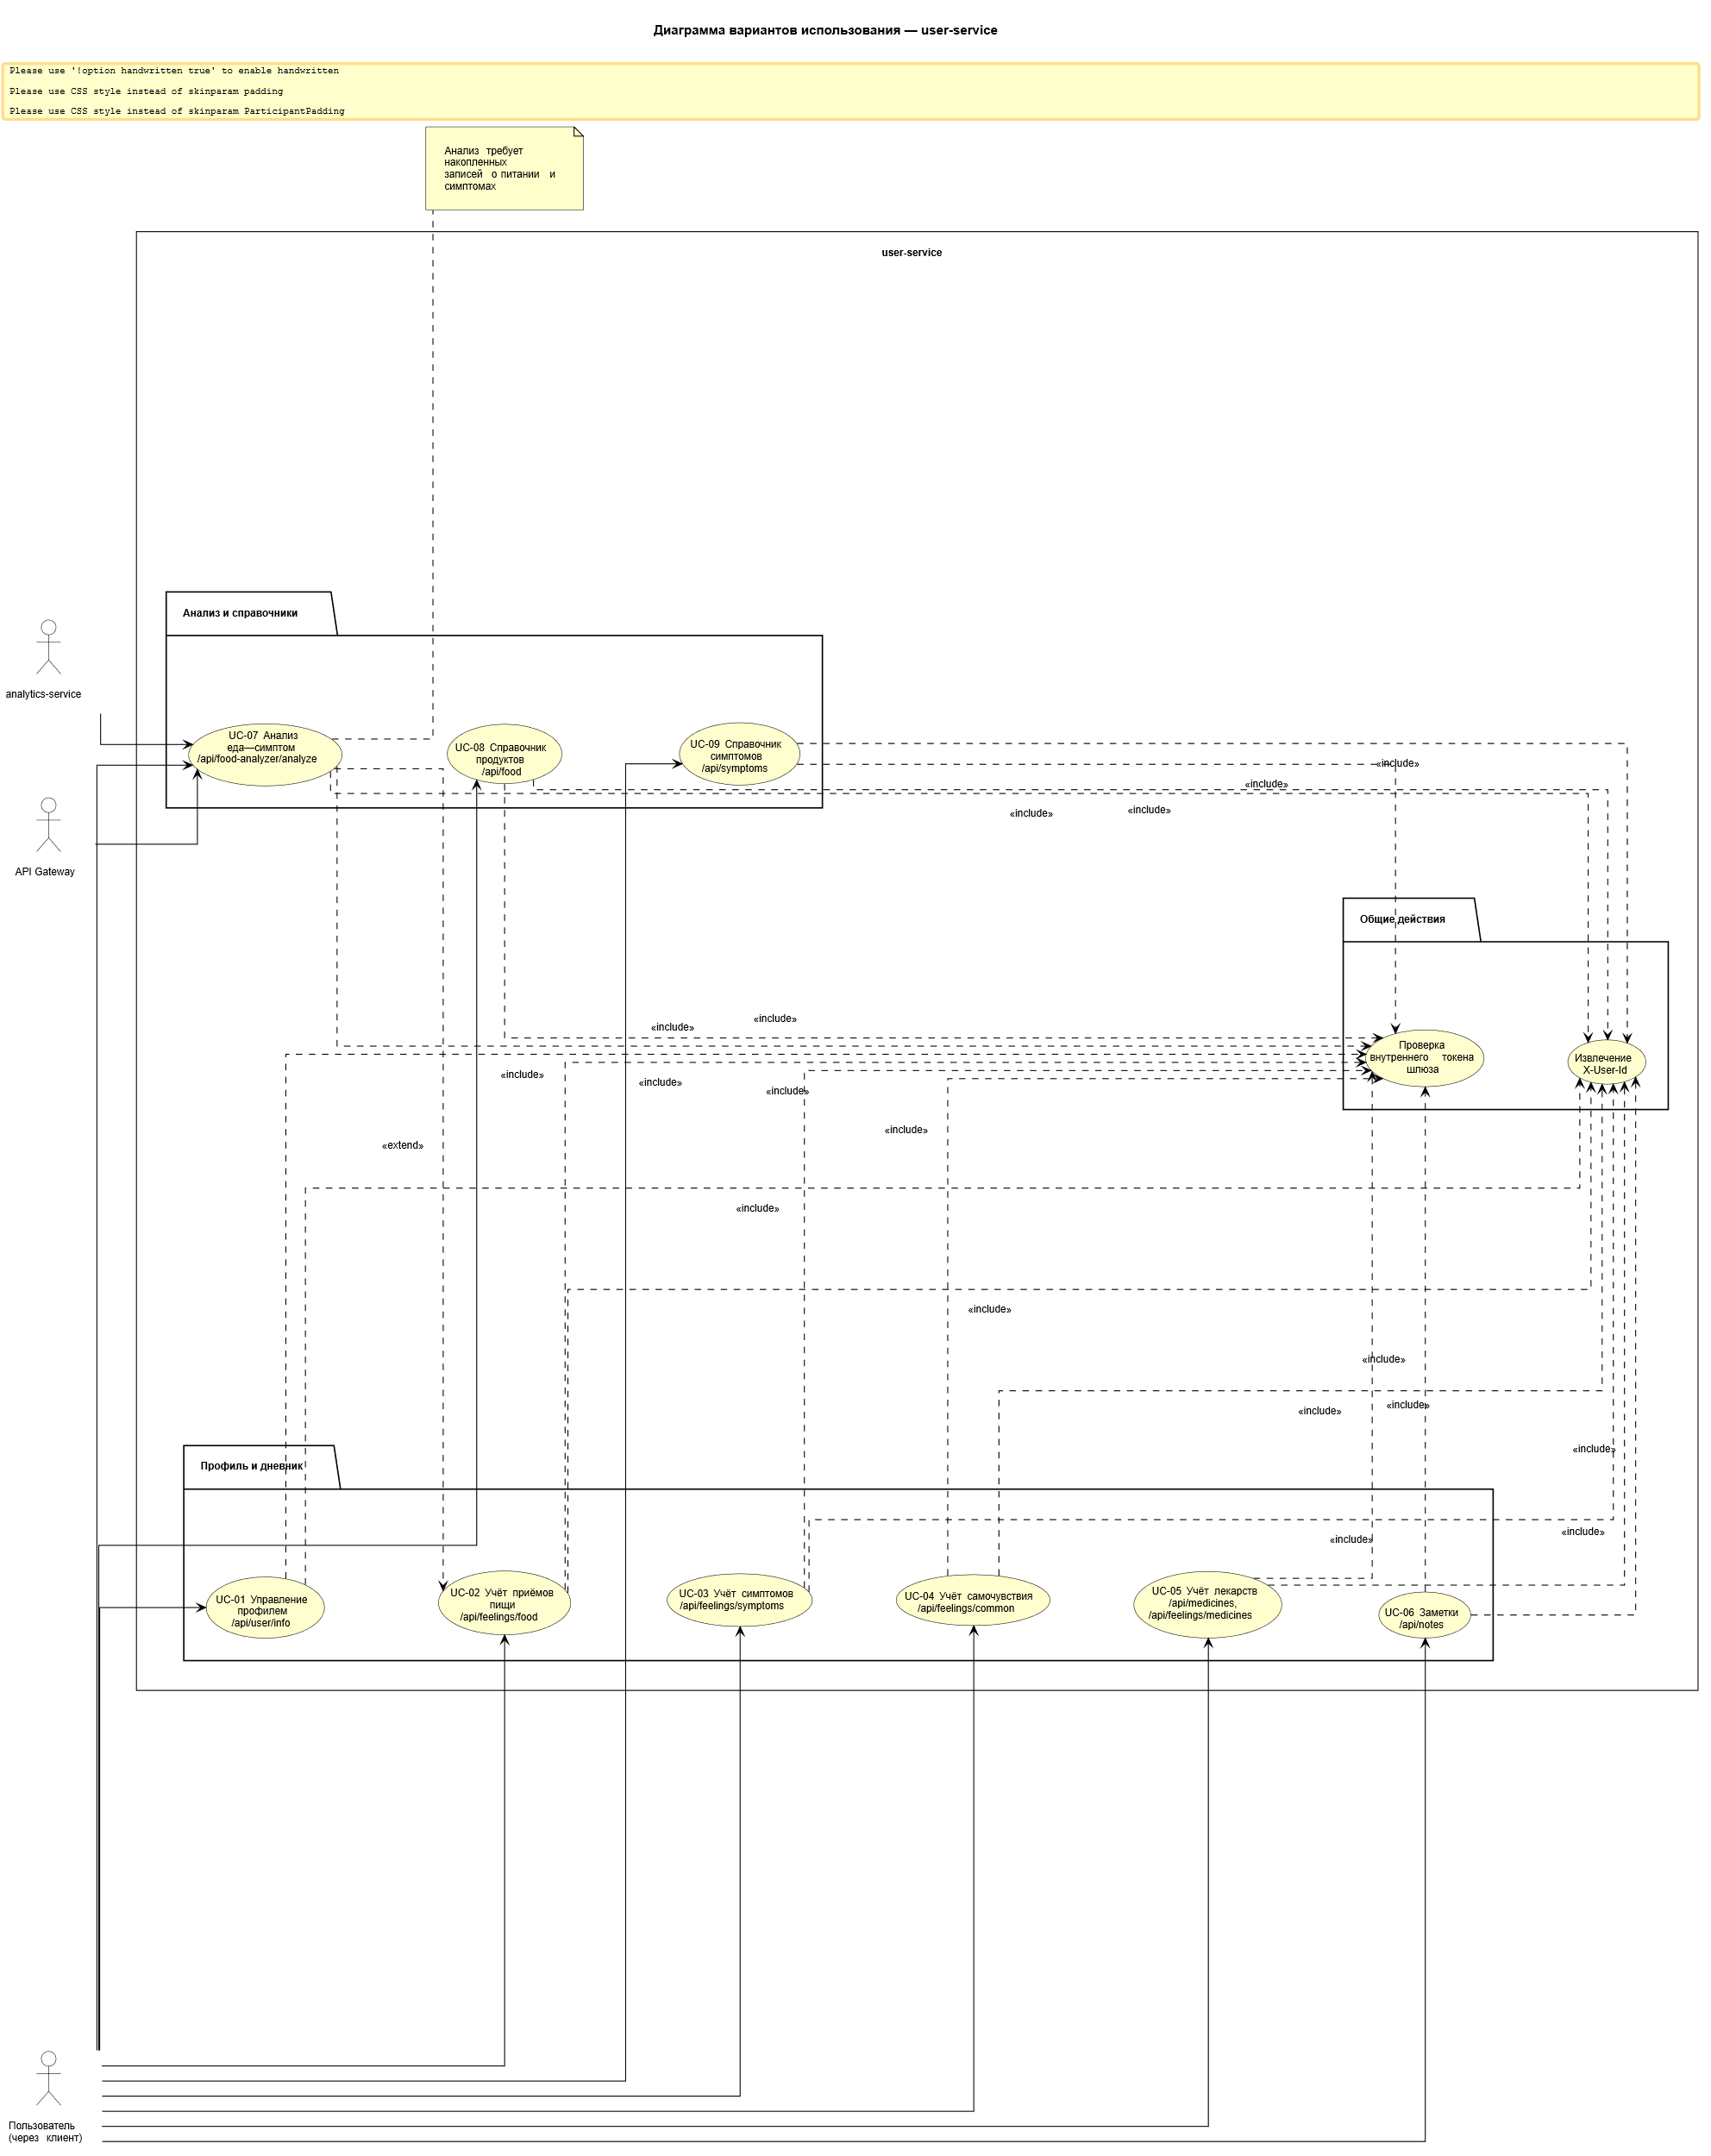 Диаграмма вариантов использования — user-service
Please use '!option handwritten true' to enable handwritten
Please use CSS style instead of skinparam padding
Please use CSS style instead of skinparam ParticipantPadding
Анализ требует
накопленных
записей о питании и
симптомах
user-service
Анализ и справочники
analytics-service
UC-07 Анализ
еда—симптом
/api/food-analyzer/analyze
UC-08 Справочник
продуктов
/api/food
UC-09 Справочник
симптомов
/api/symptoms
«include»
«include»
«include»
«include»
API Gateway
Общие действия
«include»
«include»
Проверка
внутреннего токена
шлюза
Извлечение
X-User-Id
«include»
«include»
«include»
«include»
«extend»
«include»
«include»
«include»
«include»
«include»
«include»
Профиль и дневник
«include»
«include»
UC-01 Управление
профилем
/api/user/info
UC-02 Учёт приёмов
пищи
/api/feelings/food
UC-03 Учёт симптомов
/api/feelings/symptoms
UC-04 Учёт самочувствия
/api/feelings/common
UC-05 Учёт лекарств
/api/medicines,
/api/feelings/medicines
UC-06 Заметки
/api/notes
Пользователь
(через клиент)